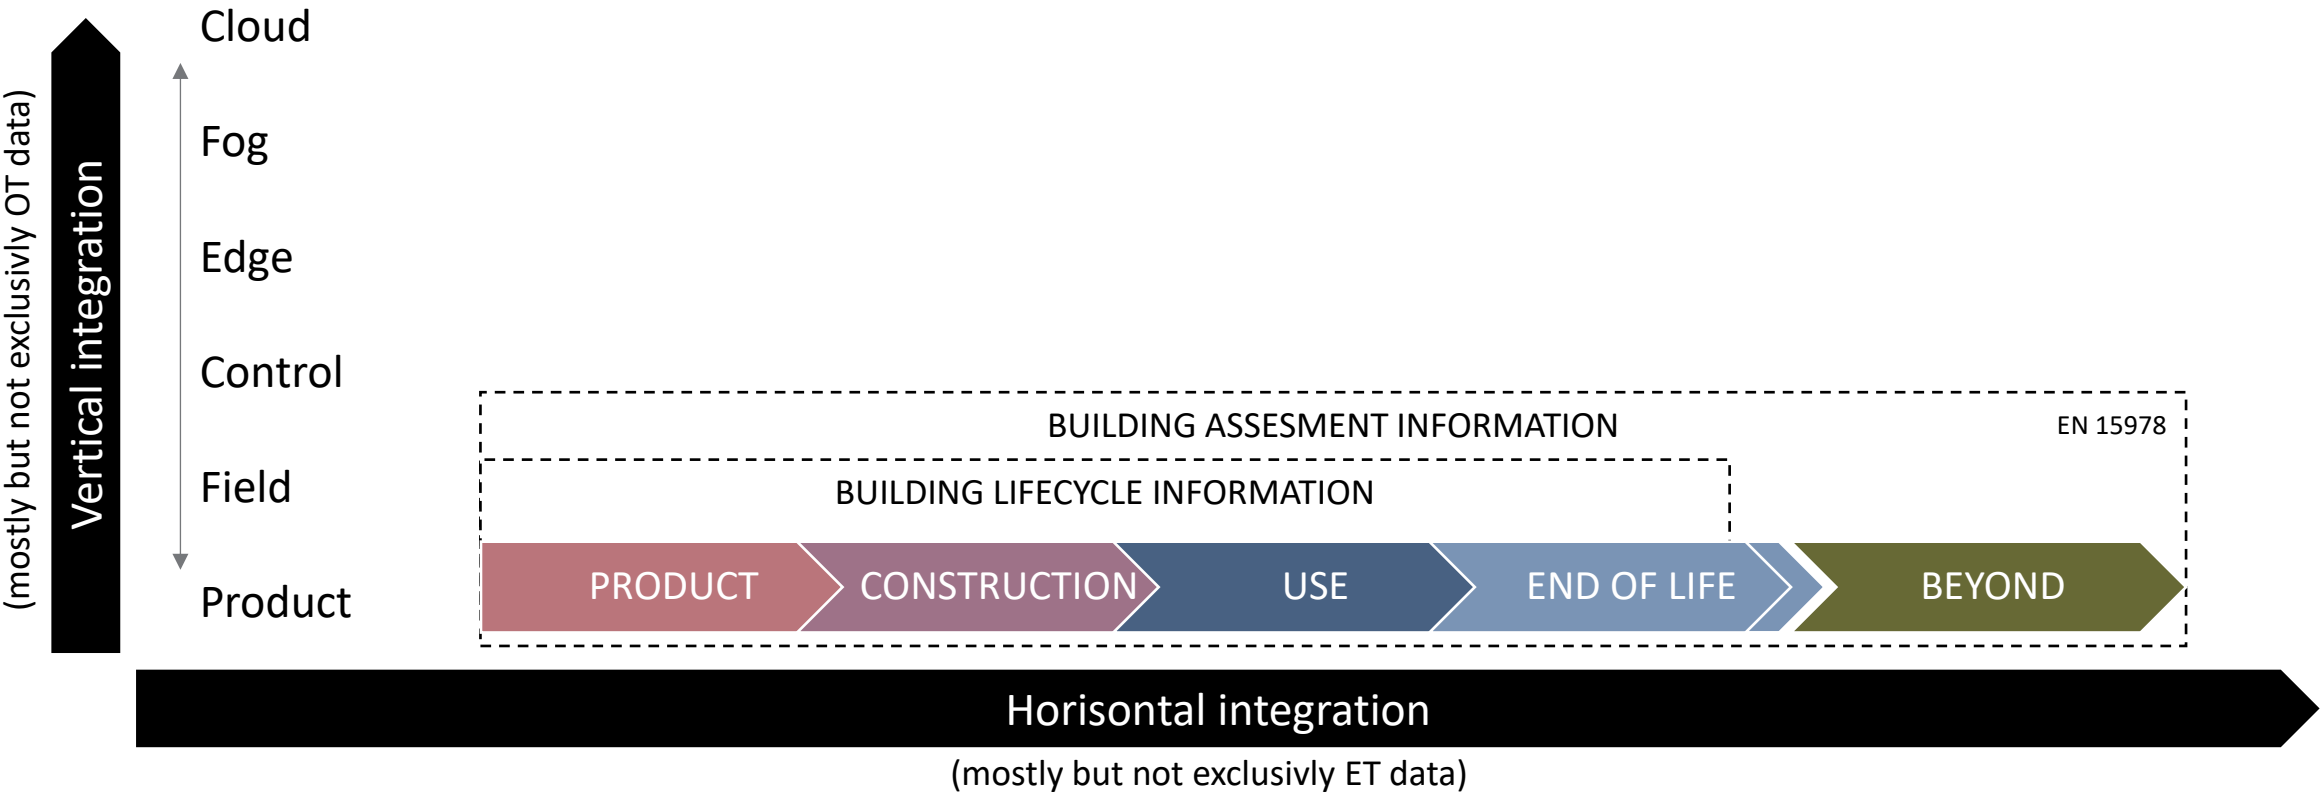 (mostly but not exclusivly OT data)
Vertical integration
Cloud
Fog
Edge
Control
Field
Product
BUILDING ASSESMENT INFORMATION
EN 15978
BUILDING LIFECYCLE INFORMATION
PRODUCT
CONSTRUCTION
USE
END OF LIFE
BEYOND
Horisontal integration
(mostly but not exclusivly ET data)